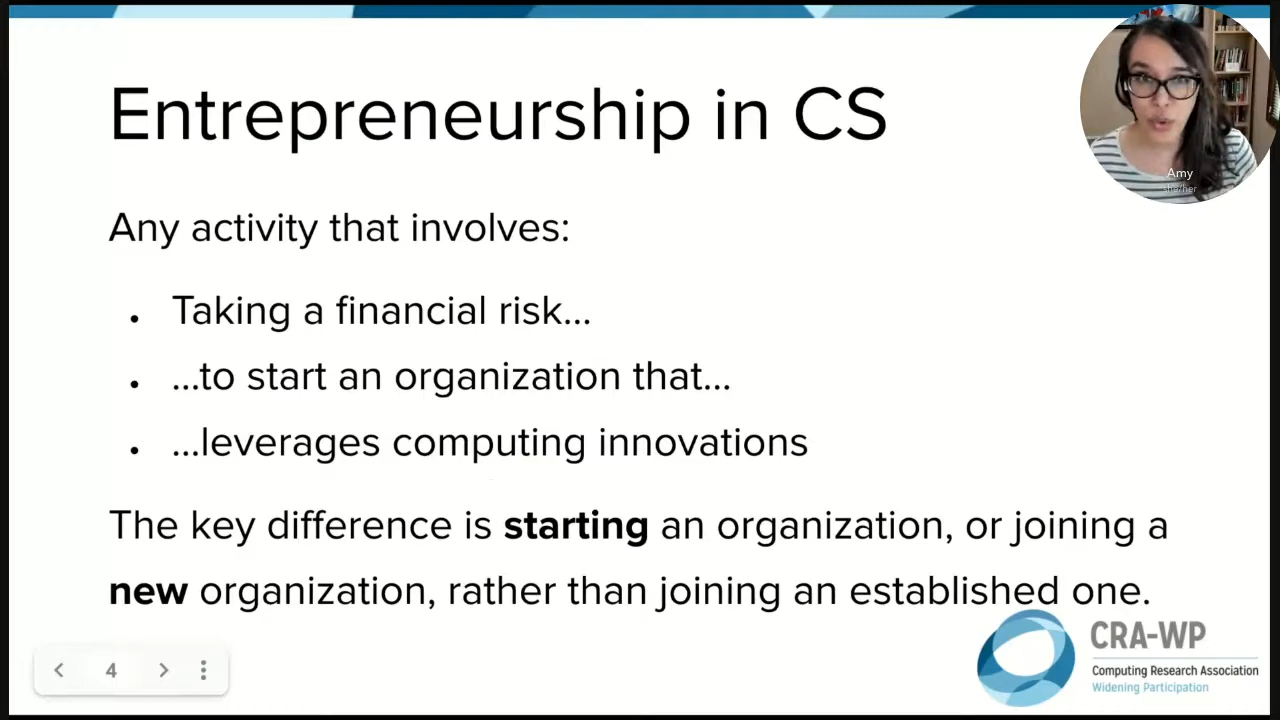 Entrepreneurship in CS
Amy
she/her
Any activity that involves:
• Taking a financial risk...
• ...to start an organization that...
• ...leverages computing innovations
The key difference is starting an organization, or joining a
new organization, rather than joining an established one.
4
CRA-WP
Computing Research Association
Widening Participation